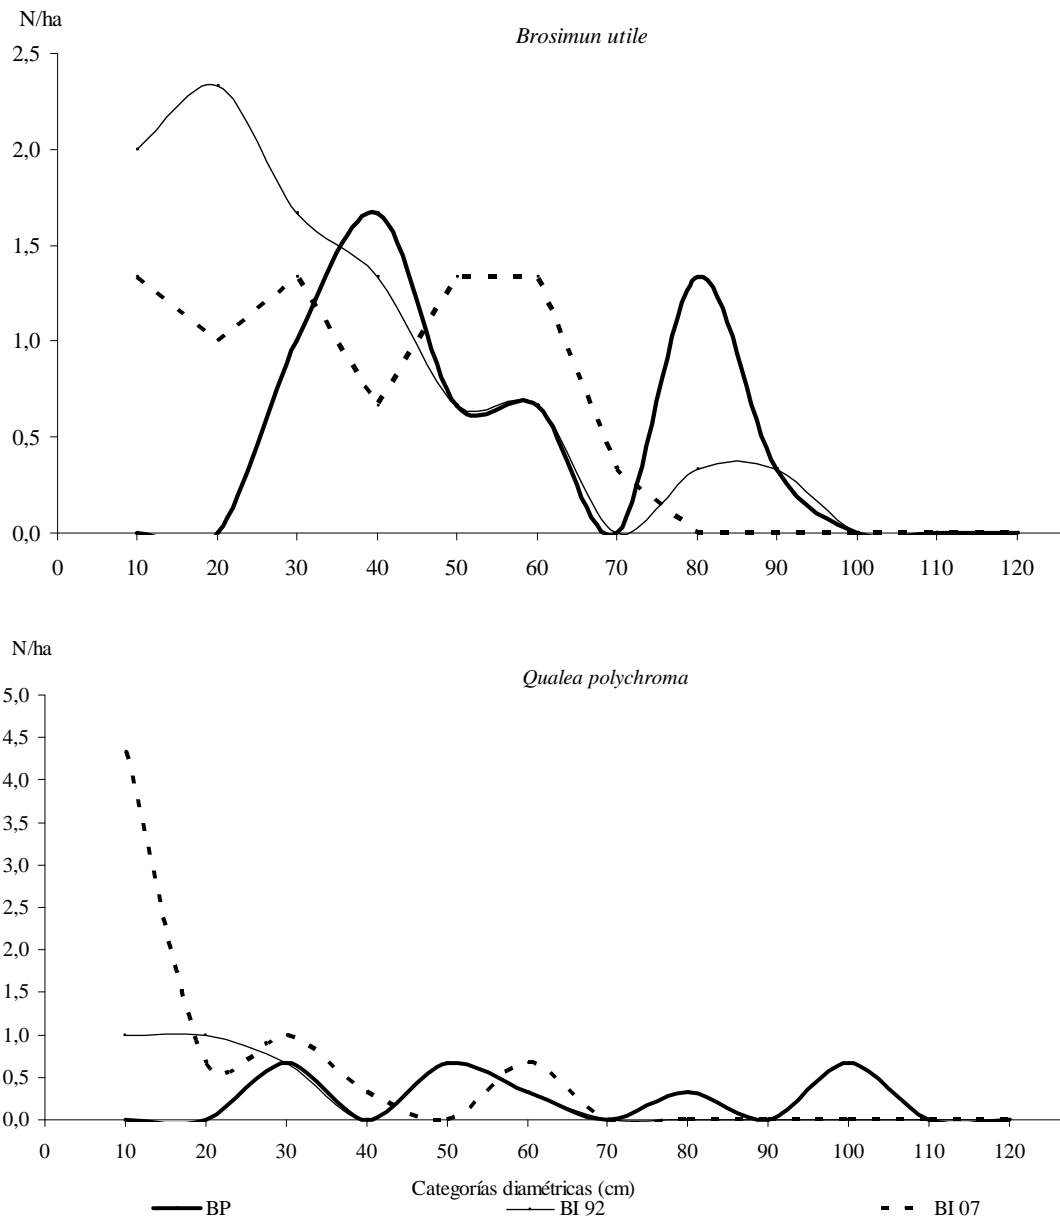 N/ha
Brosimun utile
2,5
2,0
1,5
1,0
0,5
0,0
0 10 20 30 40 50 60 70 80 90 100 110 120
N/ha
Qualea polychroma
5,0
4,5
4,0
3,5
3,0
2,5
2,0
1,5
1,0
0,5
0,0
0 10 20 30 40 50 60 70 80 90 100 110 120
Categorías diamétricas (cm)
BP BI 92 BI 07